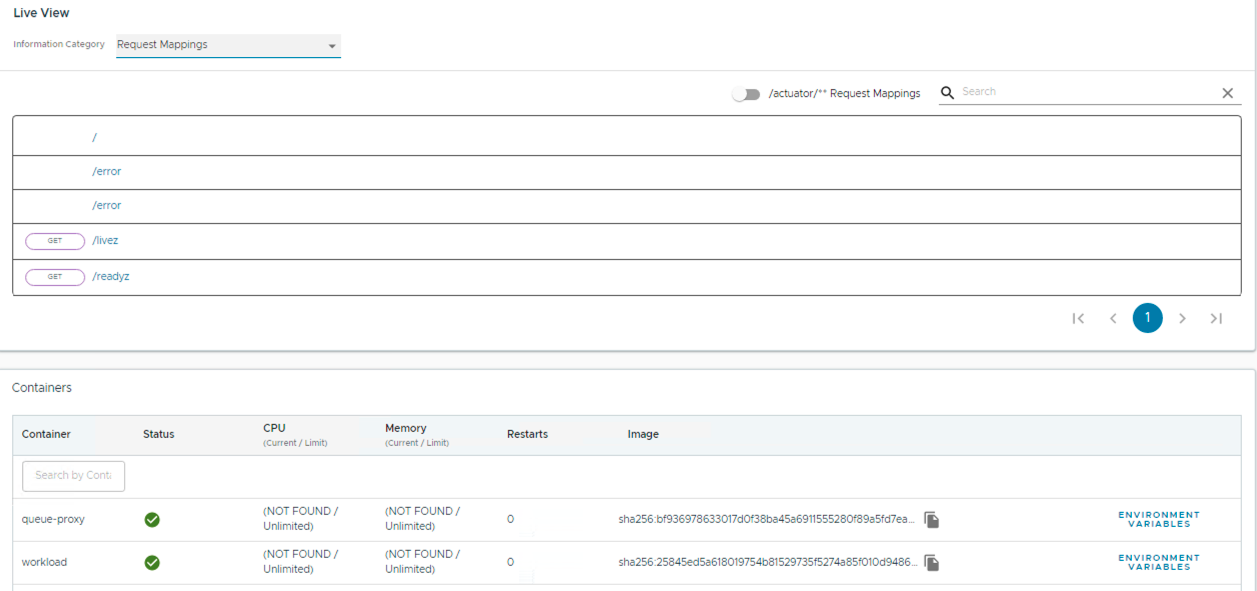 Live View
Information Category Request Mappings
/actuator/** Request Mappings Search
/
/error
/error
GET /livez
GET /readyz
1
Containers
Container Status CPU (Current / Limit) Memory (Current / Limit) Restarts Image
Search by Conta
queue-proxy (NOT FOUND / Unlimited) (NOT FOUND / Unlimited) 0 sha256:bf936978633017d0f38ba45a6911555280f89a5fd7ea... ENVIRONMENT VARIABLES
workload (NOT FOUND / Unlimited) (NOT FOUND / Unlimited) 0 sha256:25845ed5a618019754b81529735f5274a85f010d9486... ENVIRONMENT VARIABLES